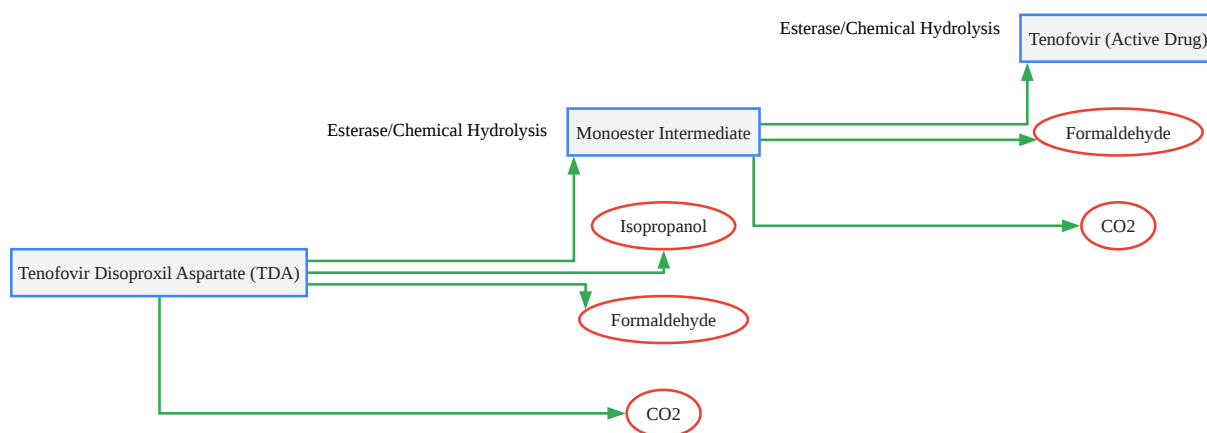 Esterase/Chemical Hydrolysis
Tenofovir (Active Drug)
Esterase/Chemical Hydrolysis
Monoester Intermediate
Formaldehyde
Isopropanol
CO2
Tenofovir Disoproxil Aspartate (TDA)
Formaldehyde
CO2